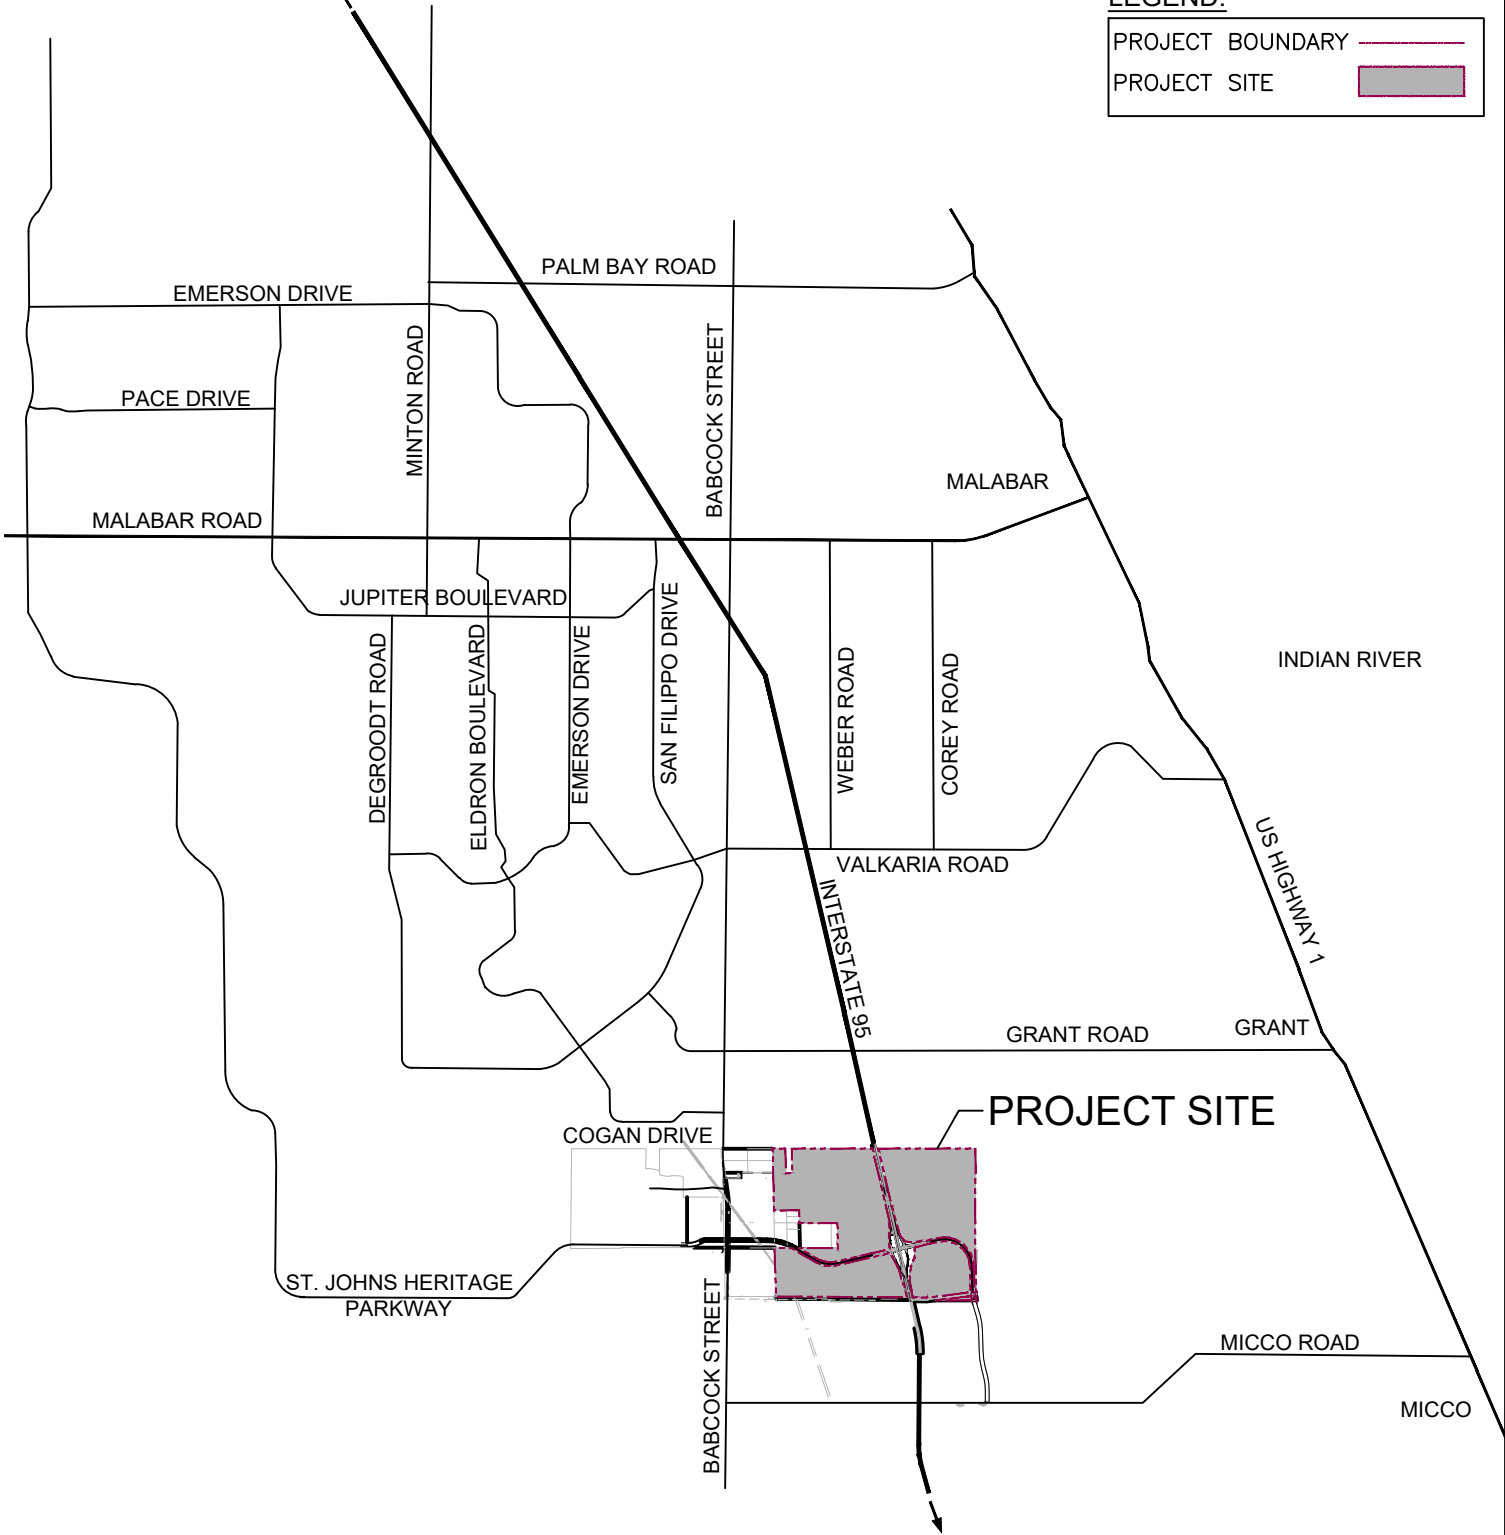 LEGEND:
PROJECT BOUNDARY
PROJECT SITE
PALM BAY ROAD
EMERSON DRIVE
MINTON ROAD
BABCOCK STREET
PACE DRIVE
MALABAR
MALABAR ROAD
JUPITER BOULEVARD
DEGROODT ROAD
ELDRON BOULEVARD
EMERSON DRIVE
SAN FILIPPO DRIVE
WEBER ROAD
COREY ROAD
INDIAN RIVER
VALKARIA ROAD
US HIGHWAY 1
INTERSTATE 95
GRANT ROAD
GRANT
PROJECT SITE
COGAN DRIVE
ST. JOHNS HERITAGE
PARKWAY
BABCOCK STREET
MICCO ROAD
MICCO